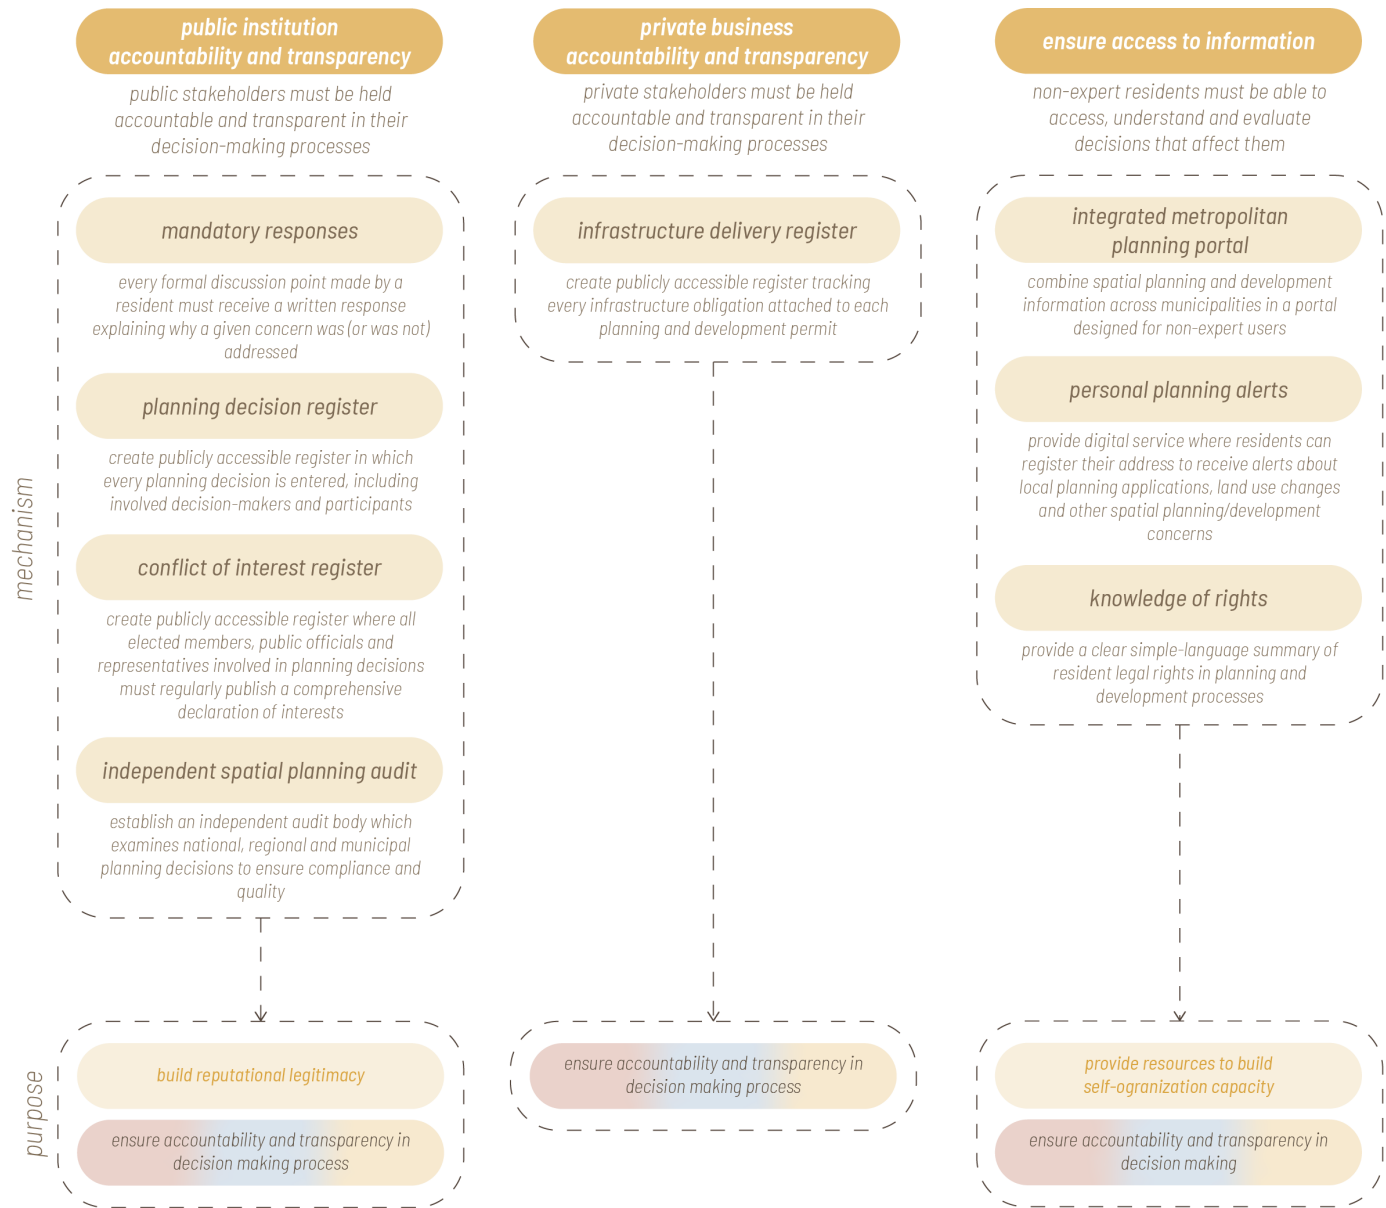 public institution
accountability and transparency
public stakeholders must be held
accountable and transparent in their
decision-making processes
mechanism
mandatory responses
every formal discussion point made by a
resident must receive a written response
explaining why a given concern was (or was not)
addressed
planning decision register
create publicly accessible register in which
every planning decision is entered, including
involved decision-makers and participants
conflict of interest register
create publicly accessible register where all
elected members, public officials and
representatives involved in planning decisions
must regularly publish a comprehensive
declaration of interests
independent spatial planning audit
establish an independent audit body which
examines national, regional and municipal
planning decisions to ensure compliance and
quality
private business
accountability and transparency
private stakeholders must be held
accountable and transparent in their
decision-making processes
infrastructure delivery register
create publicly accessible register tracking
every infrastructure obligation attached to each
planning and development permit
ensure access to information
non-expert residents must be able to
access, understand and evaluate
decisions that affect them
integrated metropolitan
planning portal
combine spatial planning and development
information across municipalities in a portal
designed for non-expert users
personal planning alerts
provide digital service where residents can
register their address to receive alerts about
local planning applications, land use changes
and other spatial planning/development
concerns
knowledge of rights
provide a clear simple-language summary of
resident legal rights in planning and
development processes
purpose
build reputational legitimacy
ensure accountability and transparency in
decision making process
ensure accountability and transparency in
decision making process
provide resources to build
self-ogranization capacity
ensure accountability and transparency in
decision making